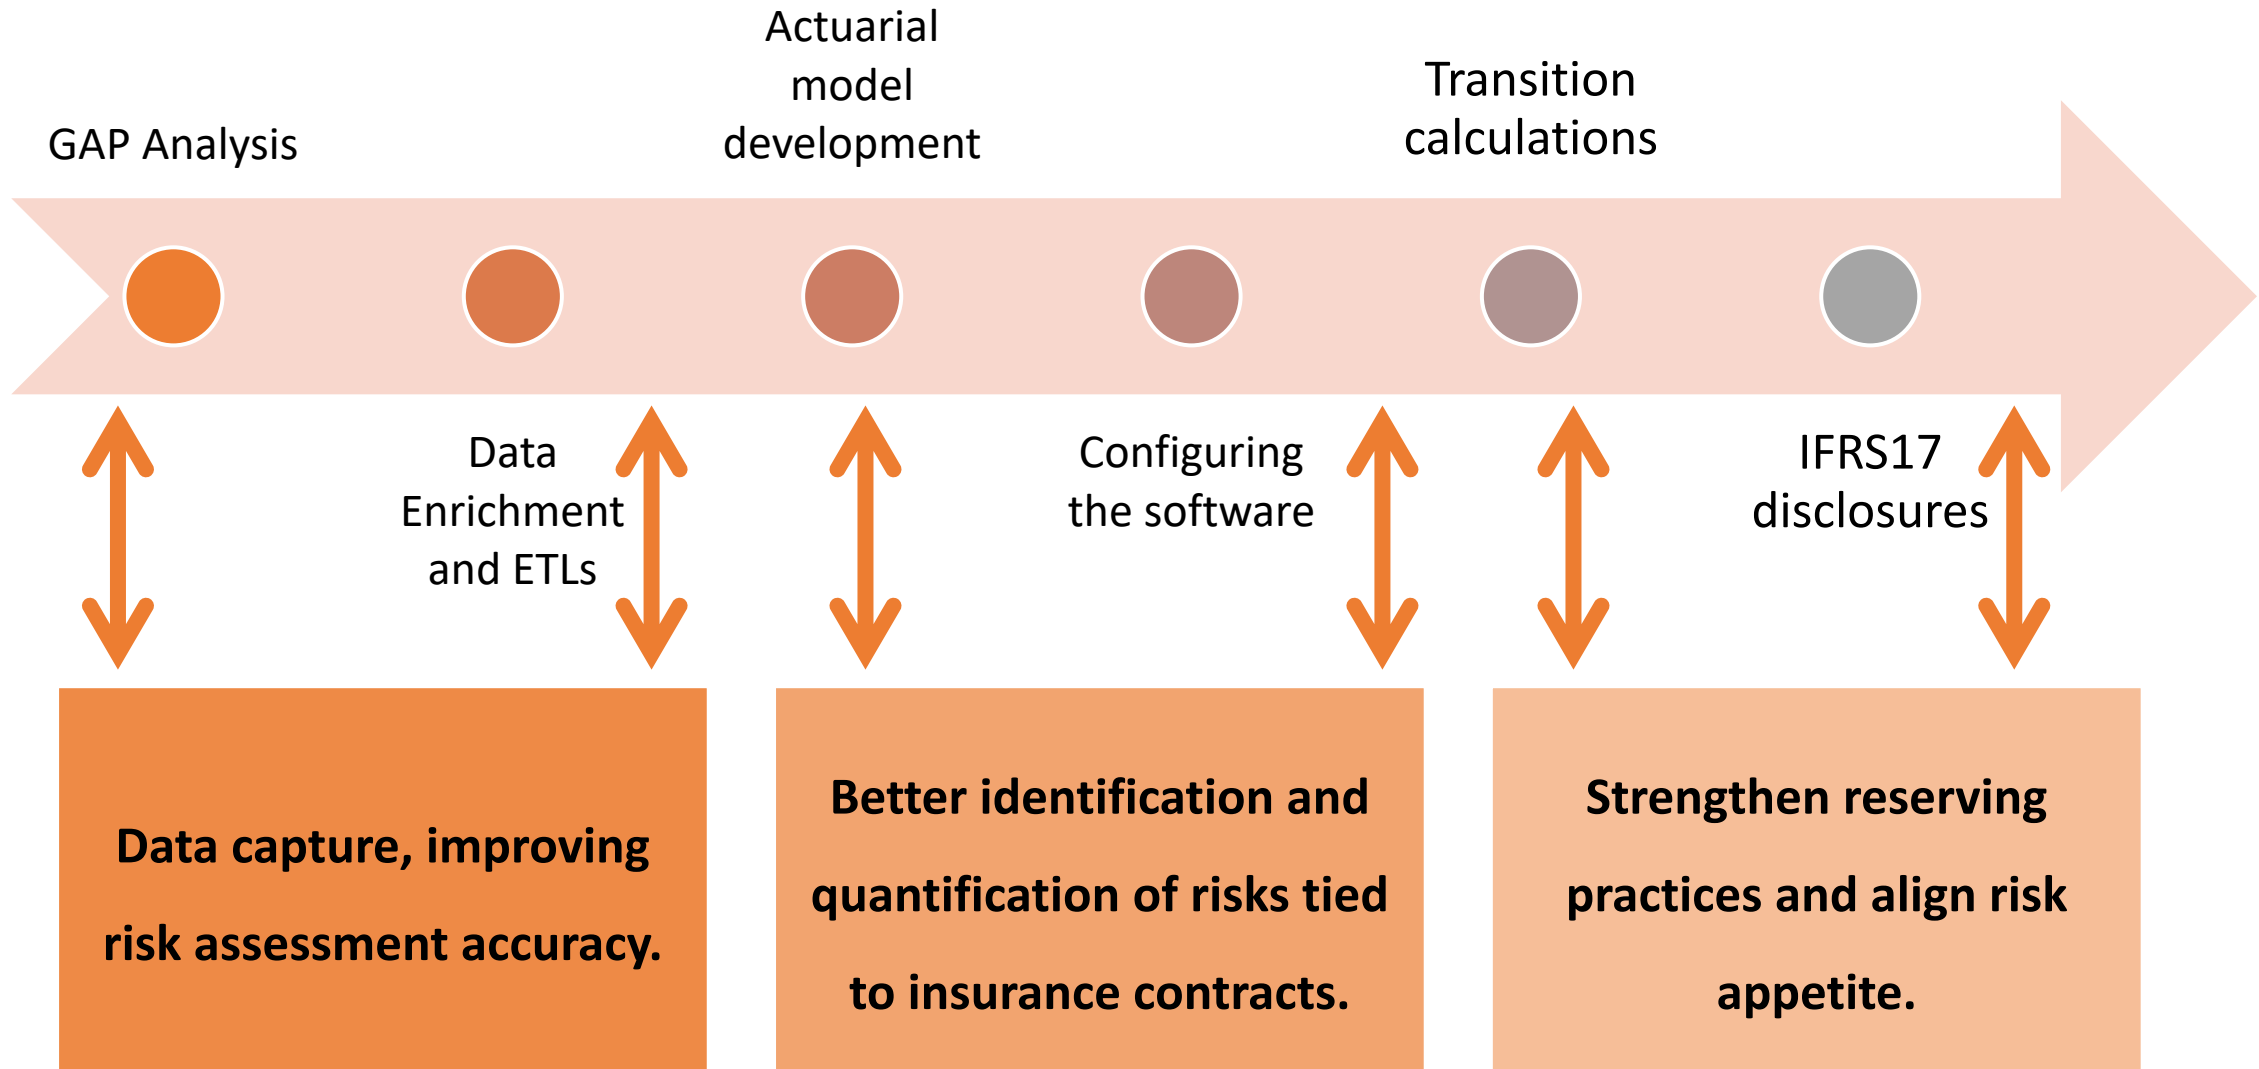 GAP Analysis
Actuarial
model
development
Transition
calculations
Data
Enrichment
and ETLs
Configuring
the software
IFRS17
disclosures
Data capture, improving
risk assessment accuracy.
Better identification and
quantification of risks tied
to insurance contracts.
Strengthen reserving
practices and align risk
appetite.